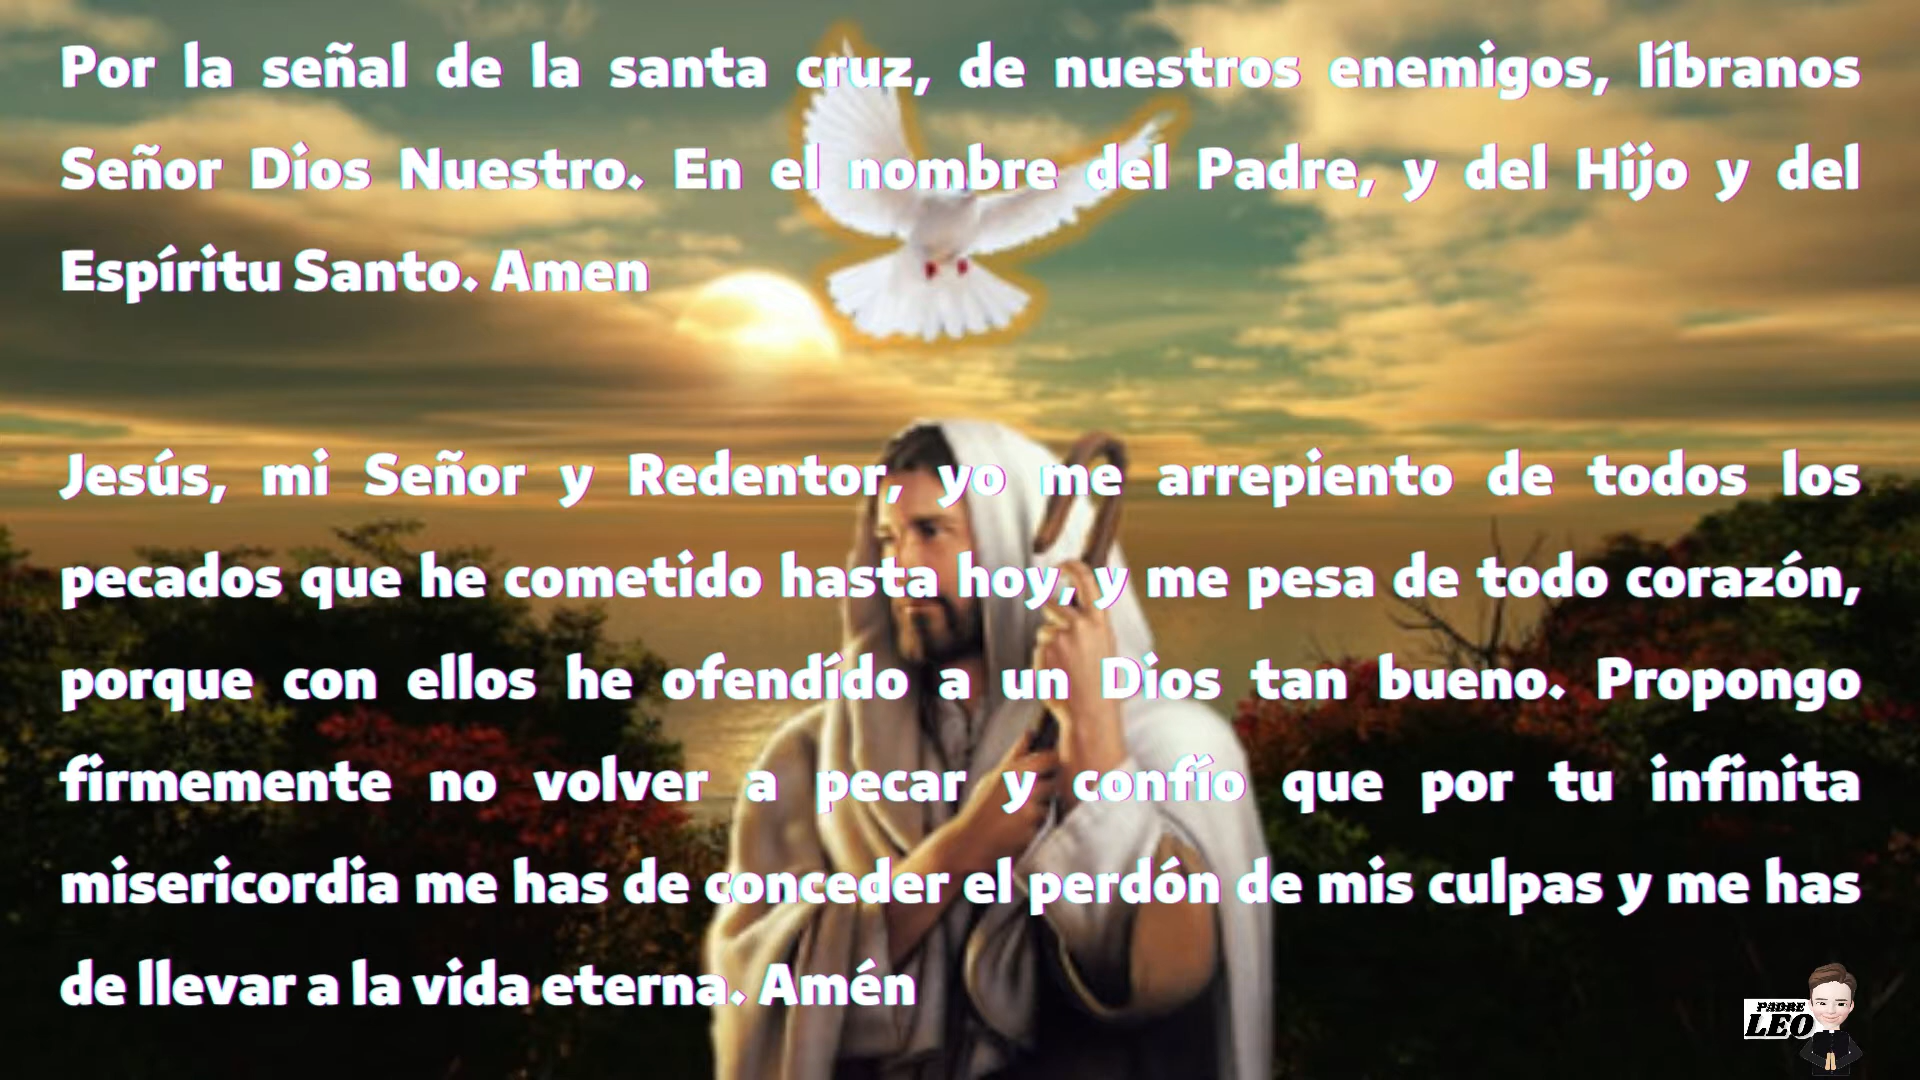 Por la señal de la santa cruz, de nuestros enemigos, líbranos
Señor Dios Nuestro. En el nombre del Padre, y del Hijo y del
Espíritu Santo. Amen
Jesús, mi Señor y Redentor, yo me arrepiento de todos los
pecados que he cometido hasta hoy, y me pesa de todo corazón,
porque con ellos he ofendído a un Dios tan bueno. Propongo
firmemente no volver a pecar y confío que por tu infinita
misericordia me has de conceder el perdón de mis culpas y me has
de llevar a la vida eterna. Amén
PADRE
LEO